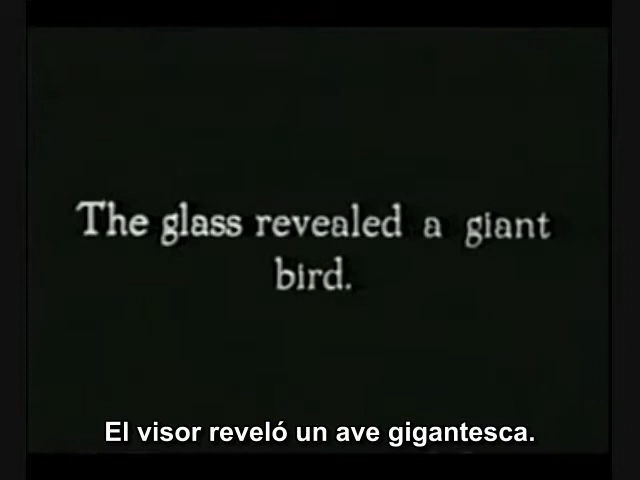 The glass revealed a giant
bird.
El visor reveló un ave gigantesca.